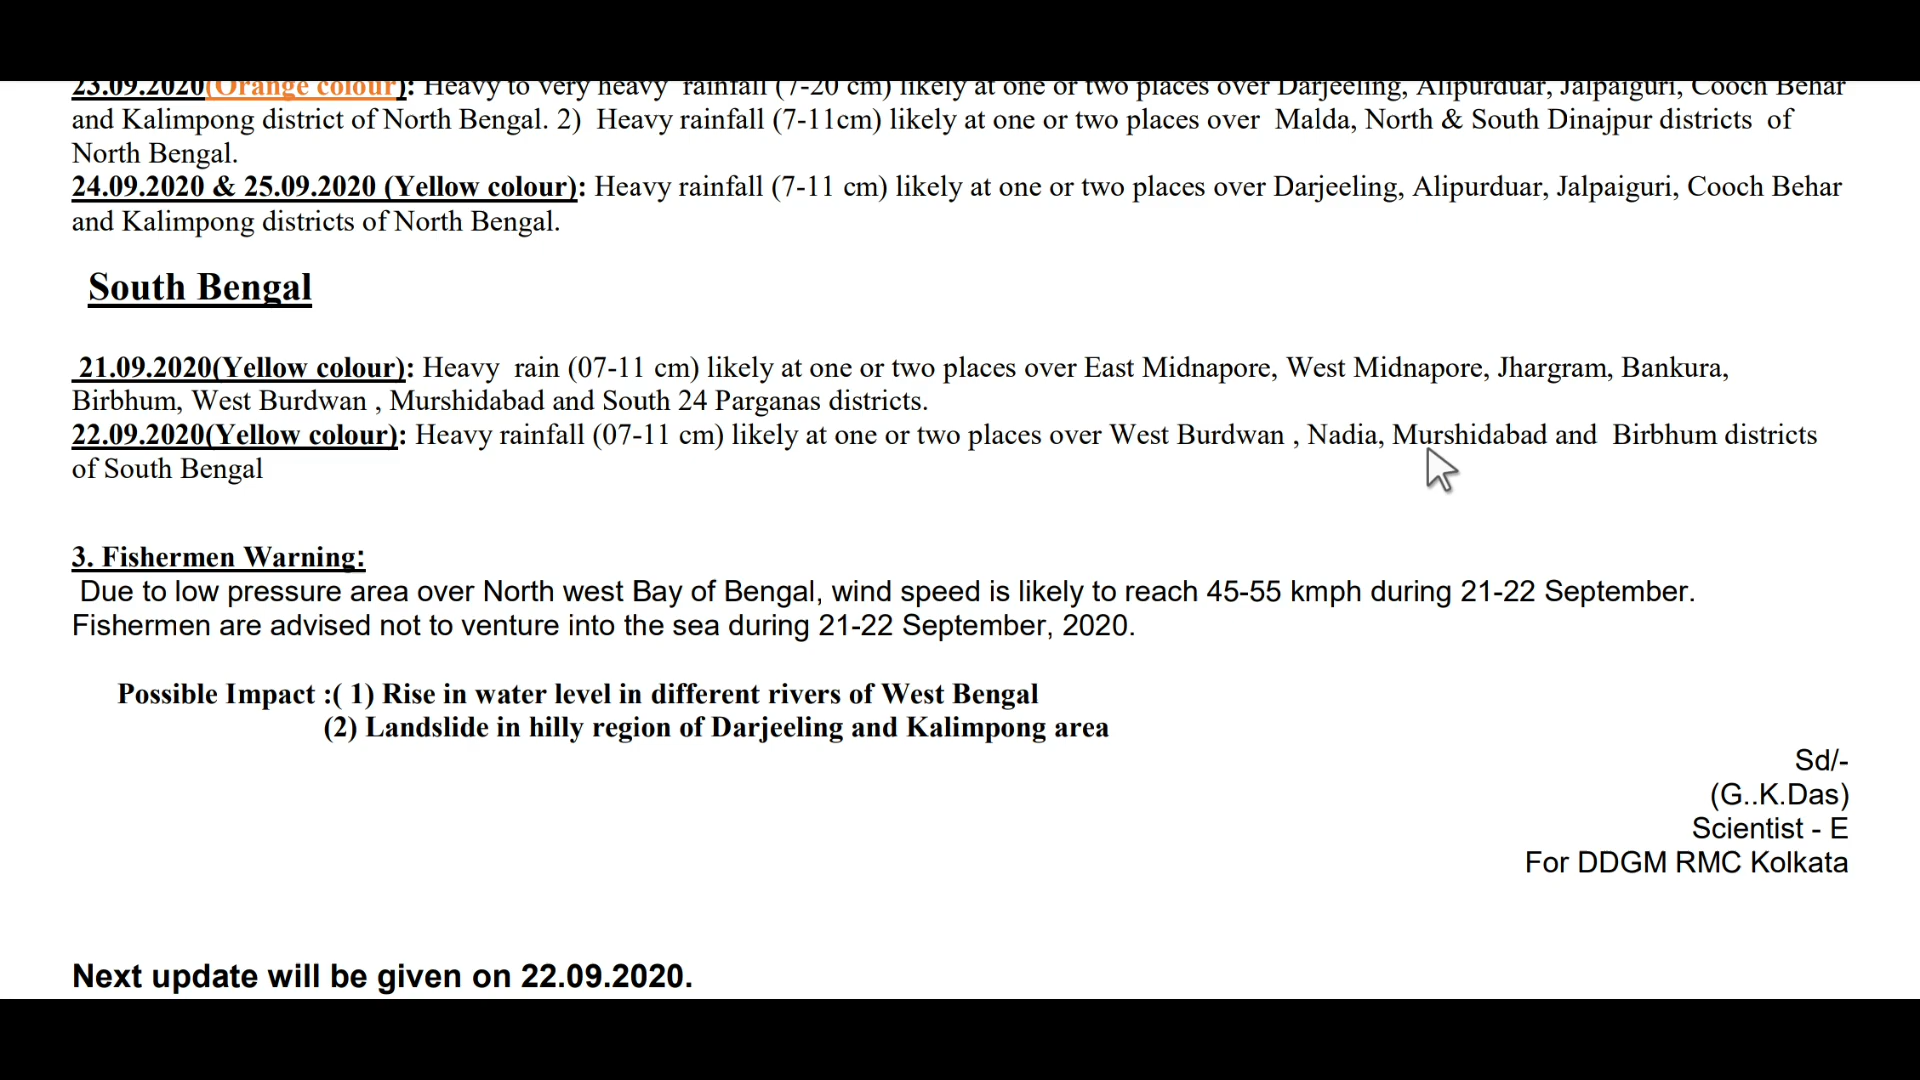 23.09.2020(Orange colour): Heavy to very heavy rainfall (7-20 cm) likely at one or two places over Darjeeling, Alipurduar, Jalpaiguri, Cooch Behar
and Kalimpong district of North Bengal. 2) Heavy rainfall (7-11cm) likely at one or two places over Malda, North & South Dinajpur districts of
North Bengal.
24.09.2020 & 25.09.2020 (Yellow colour): Heavy rainfall (7-11 cm) likely at one or two places over Darjeeling, Alipurduar, Jalpaiguri, Cooch Behar
and Kalimpong districts of North Bengal.
South Bengal
21.09.2020(Yellow colour): Heavy rain (07-11 cm) likely at one or two places over East Midnapore, West Midnapore, Jhargram, Bankura,
Birbhum, West Burdwan , Murshidabad and South 24 Parganas districts.
22.09.2020(Yellow colour): Heavy rainfall (07-11 cm) likely at one or two places over West Burdwan , Nadia, Murshidabad and Birbhum districts
of South Bengal
3. Fishermen Warning:
Due to low pressure area over North west Bay of Bengal, wind speed is likely to reach 45-55 kmph during 21-22 September.
Fishermen are advised not to venture into the sea during 21-22 September, 2020.
Possible Impact :( 1) Rise in water level in different rivers of West Bengal
(2) Landslide in hilly region of Darjeeling and Kalimpong area
Sd/-
(G..K.Das)
Scientist - E
For DDGM RMC Kolkata
Next update will be given on 22.09.2020.